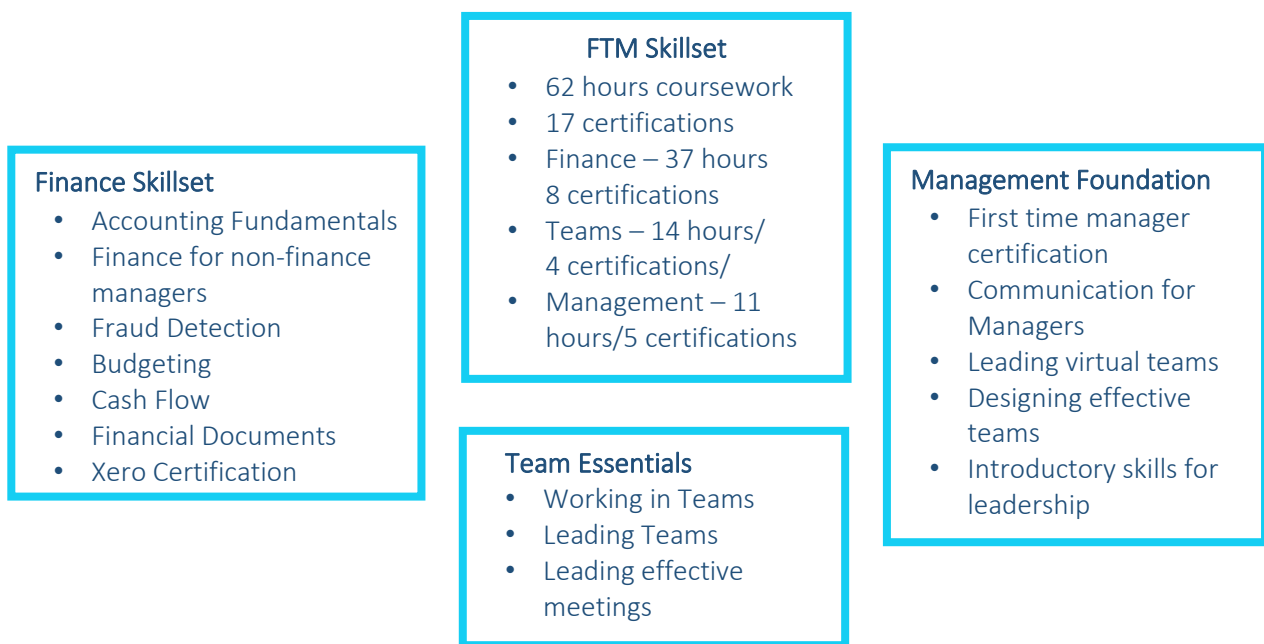 FTM Skillset
• 62 hours coursework
• 17 certifications
• Finance – 37 hours
8 certifications
• Teams – 14 hours/
4 certifications/
• Management – 11
hours/5 certifications
Finance Skillset
• Accounting Fundamentals
• Finance for non-finance
managers
• Fraud Detection
• Budgeting
• Cash Flow
• Financial Documents
• Xero Certification
Team Essentials
• Working in Teams
• Leading Teams
• Leading effective
meetings
Management Foundation
• First time manager
certification
• Communication for
Managers
• Leading virtual teams
• Designing effective
teams
• Introductory skills for
leadership